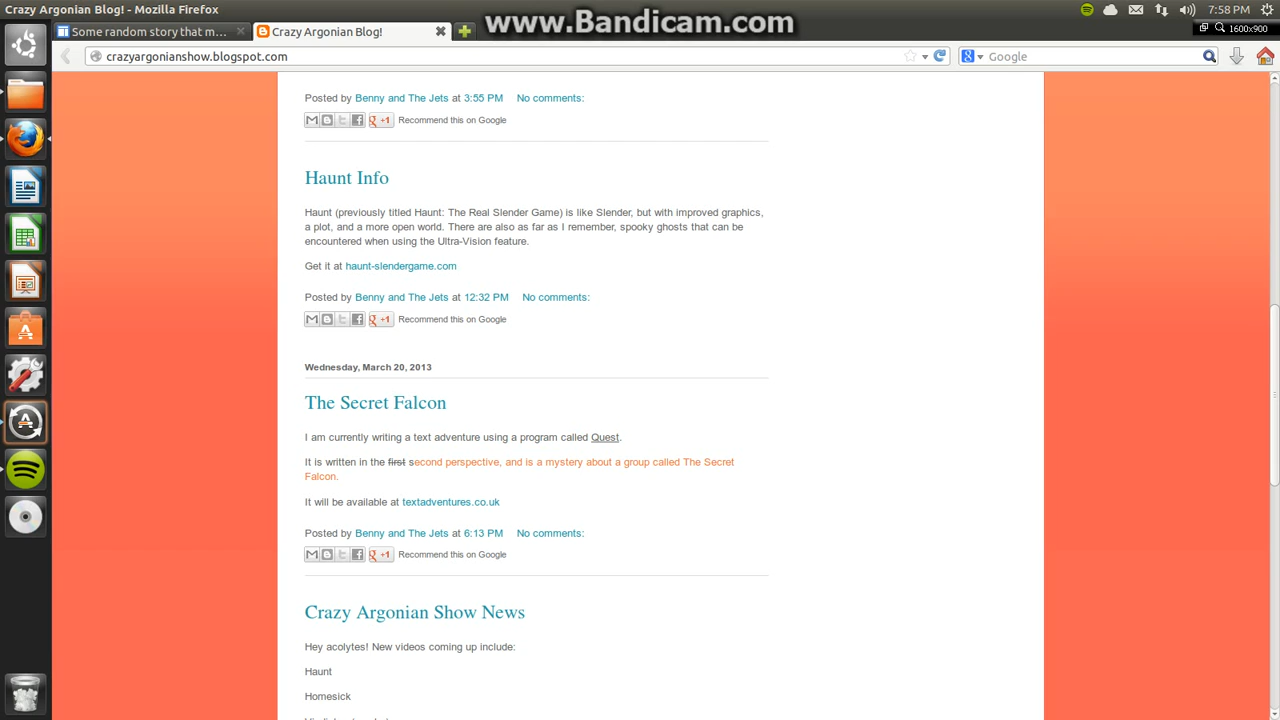 Crazy Argonian Blog! - Mozilla Firefox
www.Bandicam.com
7:58 PM
Some random story that m...
Crazy Argonian Blog!
1600x900
crazyargonianshow.blogspot.com
Google
Posted by Benny and The Jets at 3:55 PM No comments:
+1 Recommend this on Google
Haunt Info
Haunt (previously titled Haunt: The Real Slender Game) is like Slender, but with improved graphics,
a plot, and a more open world. There are also as far as I remember, spooky ghosts that can be
encountered when using the Ultra-Vision feature.
Get it at haunt-slendergame.com
Posted by Benny and The Jets at 12:32 PM No comments:
+1 Recommend this on Google
Wednesday, March 20, 2013
The Secret Falcon
I am currently writing a text adventure using a program called Quest.
It is written in the first second perspective, and is a mystery about a group called The Secret
Falcon.
It will be available at textadventures.co.uk
Posted by Benny and The Jets at 6:13 PM No comments:
+1 Recommend this on Google
Crazy Argonian Show News
Hey acolytes! New videos coming up include:
Haunt
Homesick